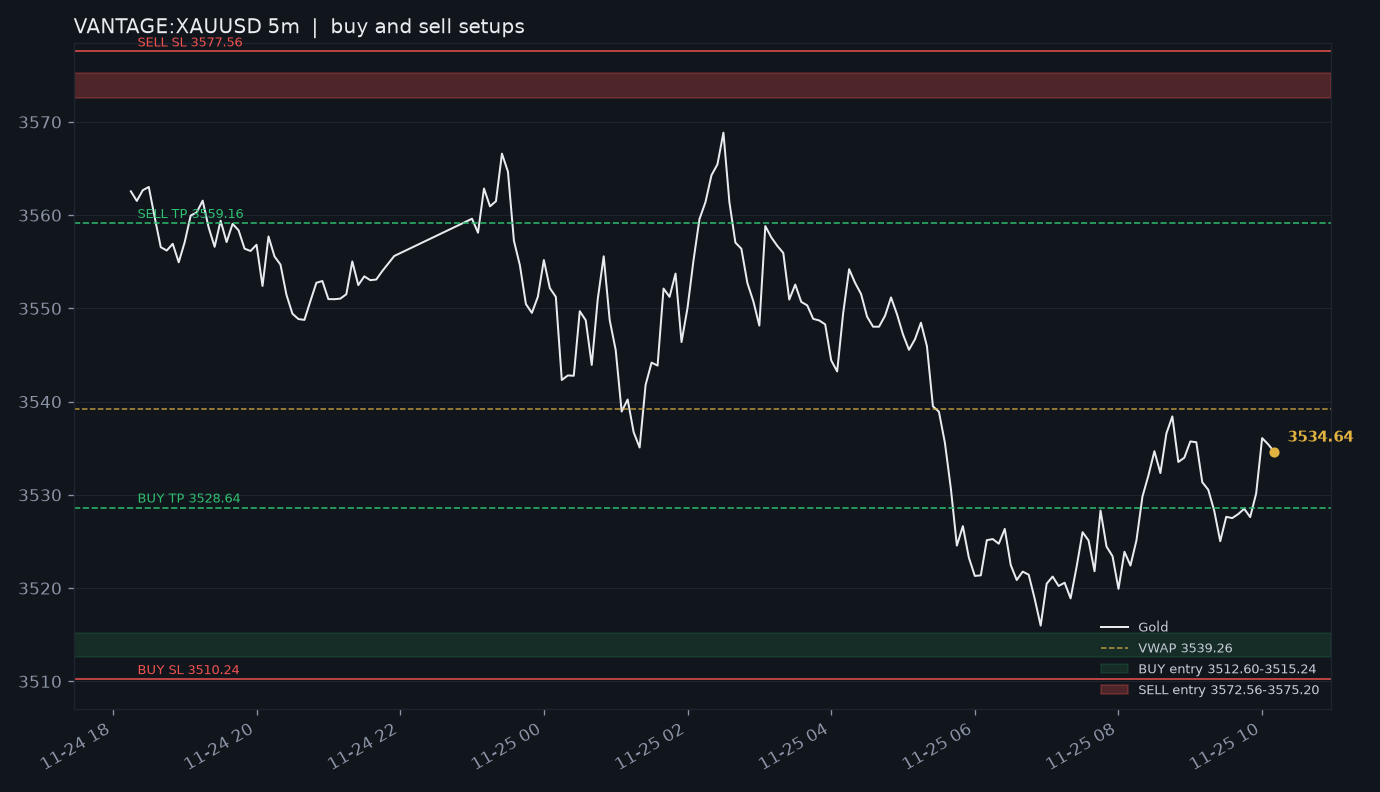 VANTAGE:XAUUSD 5m | buy and sell setups
SELL SL 3577.56
3570
SELL TP 3559.16
3560
3550
3540
3534.64
BUY TP 3528.64
3530
3520
Gold
VWAP 3539.26
BUY entry 3512.60-3515.24
SELL entry 3572.56-3575.20
BUY SL 3510.24
3510
11-24 18
11-24 20
11-24 22
11-25 00
11-25 02
11-25 04
11-25 06
11-25 08
11-25 10